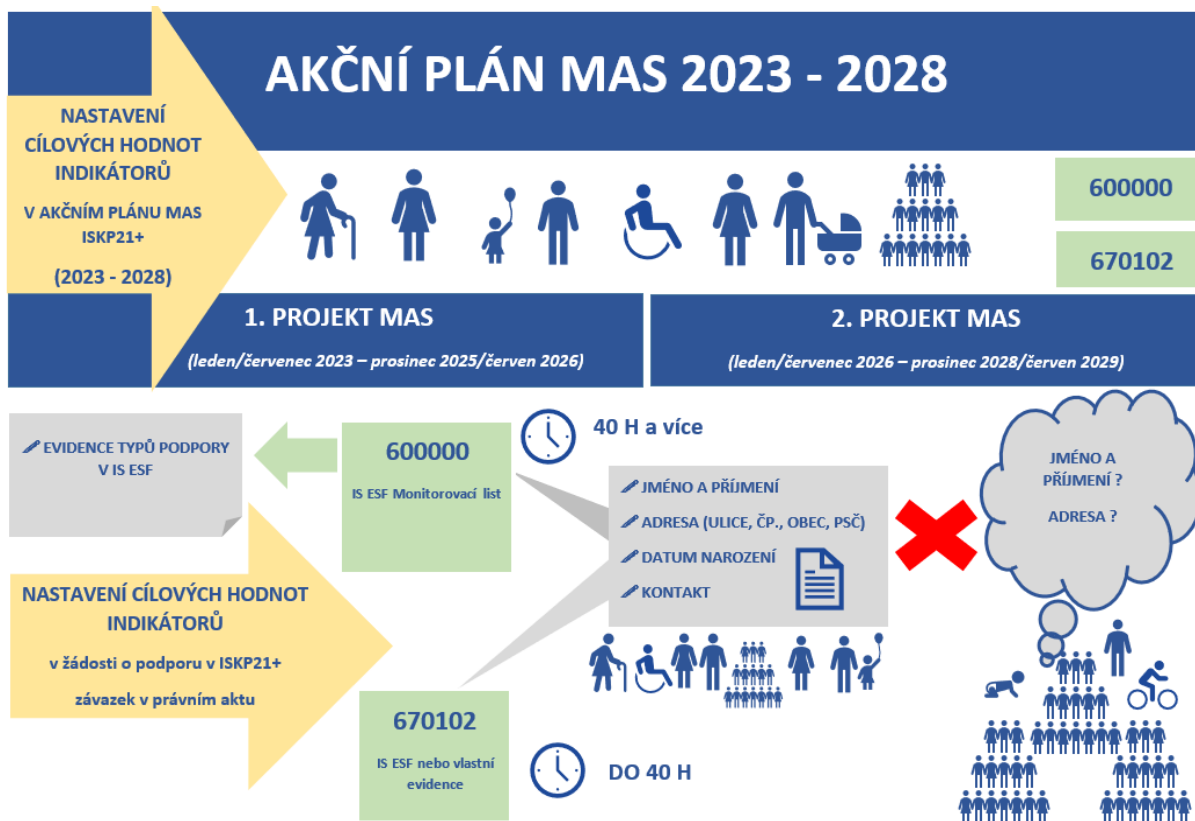 AKČNÍ PLÁN MAS 2023 - 2028
NASTAVENÍ
CÍLOVÝCH HODNOT
INDIKÁTORŮ
V AKČNÍM PLÁNU MAS
ISKP21+
(2023 - 2028)
600000
670102
1. PROJEKT MAS
(leden/červenec 2023 – prosinec 2025/červen 2026)
2. PROJEKT MAS
(leden/červenec 2026 – prosinec 2028/červen 2029)
EVIDENCE TYPŮ PODPORY
V IS ESF
600000
IS ESF Monitorovací list
40 H a více
JMÉNO A PŘÍJMENÍ
ADRESA (ULICE, ČP., OBEC, PSČ)
DATUM NAROZENÍ
KONTAKT
JMÉNO A
PŘÍJMENÍ ?
ADRESA ?
NASTAVENÍ CÍLOVÝCH HODNOT
INDIKÁTORŮ
v žádosti o podporu v ISKP21+
závazek v právním aktu
670102
IS ESF nebo vlastní
evidence
DO 40 H